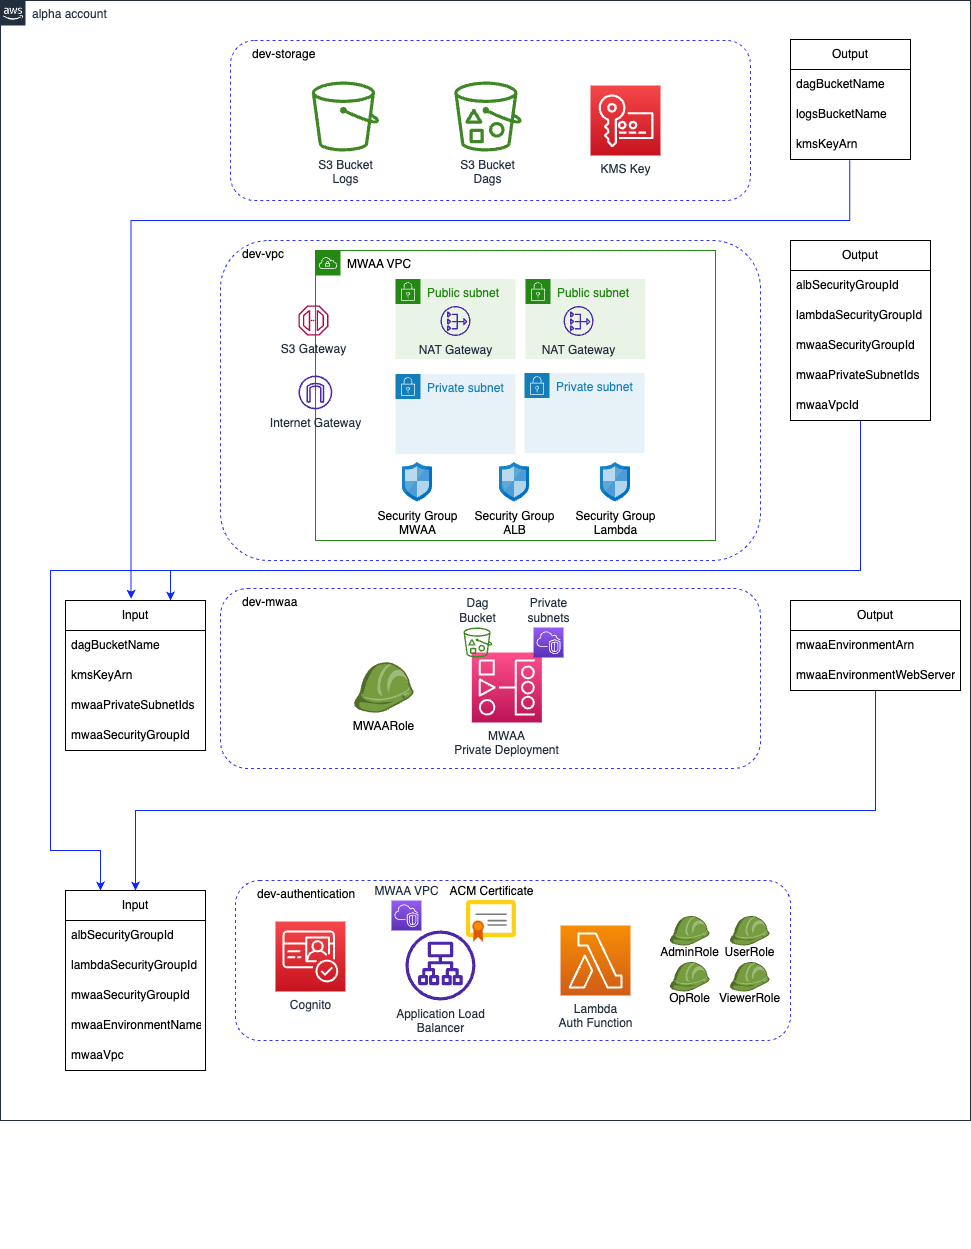 aws
alpha account
dev-storage
S3 Bucket
Logs
S3 Bucket
Dags
KMS Key
Output
dagBucketName
logsBucketName
kmsKeyArn
dev-vpc
MWAA VPC
Public subnet
Public subnet
NAT Gateway
NAT Gateway
S3 Gateway
Internet Gateway
Private subnet
Private subnet
Security Group
MWAA
Security Group
ALB
Security Group
Lambda
Output
albSecurityGroupId
lambdaSecurityGroupId
mwaaSecurityGroupId
mwaaPrivateSubnetIds
mwaaVpcId
Input
dagBucketName
kmsKeyArn
mwaaPrivateSubnetIds
mwaaSecurityGroupId
dev-mwaa
Dag
Bucket
Private
subnets
MWAARole
MWAA
Private Deployment
Output
mwaaEnvironmentArn
mwaaEnvironmentWebServer
Input
albSecurityGroupId
lambdaSecurityGroupId
mwaaSecurityGroupId
mwaaEnvironmentName
mwaaVpc
dev-authentication
MWAA VPC
ACM Certificate
Cognito
Application Load
Balancer
Lambda
Auth Function
AdminRole
UserRole
OpRole
ViewerRole